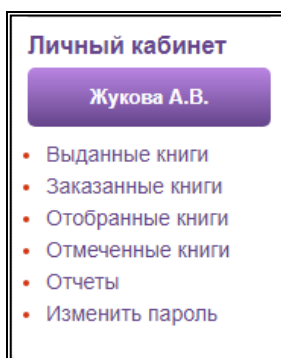 Личный кабинет
Жукова А.В.
Выданные книги
Заказанные книги
Отобранные книги
Отмеченные книги
Отчеты
Изменить пароль